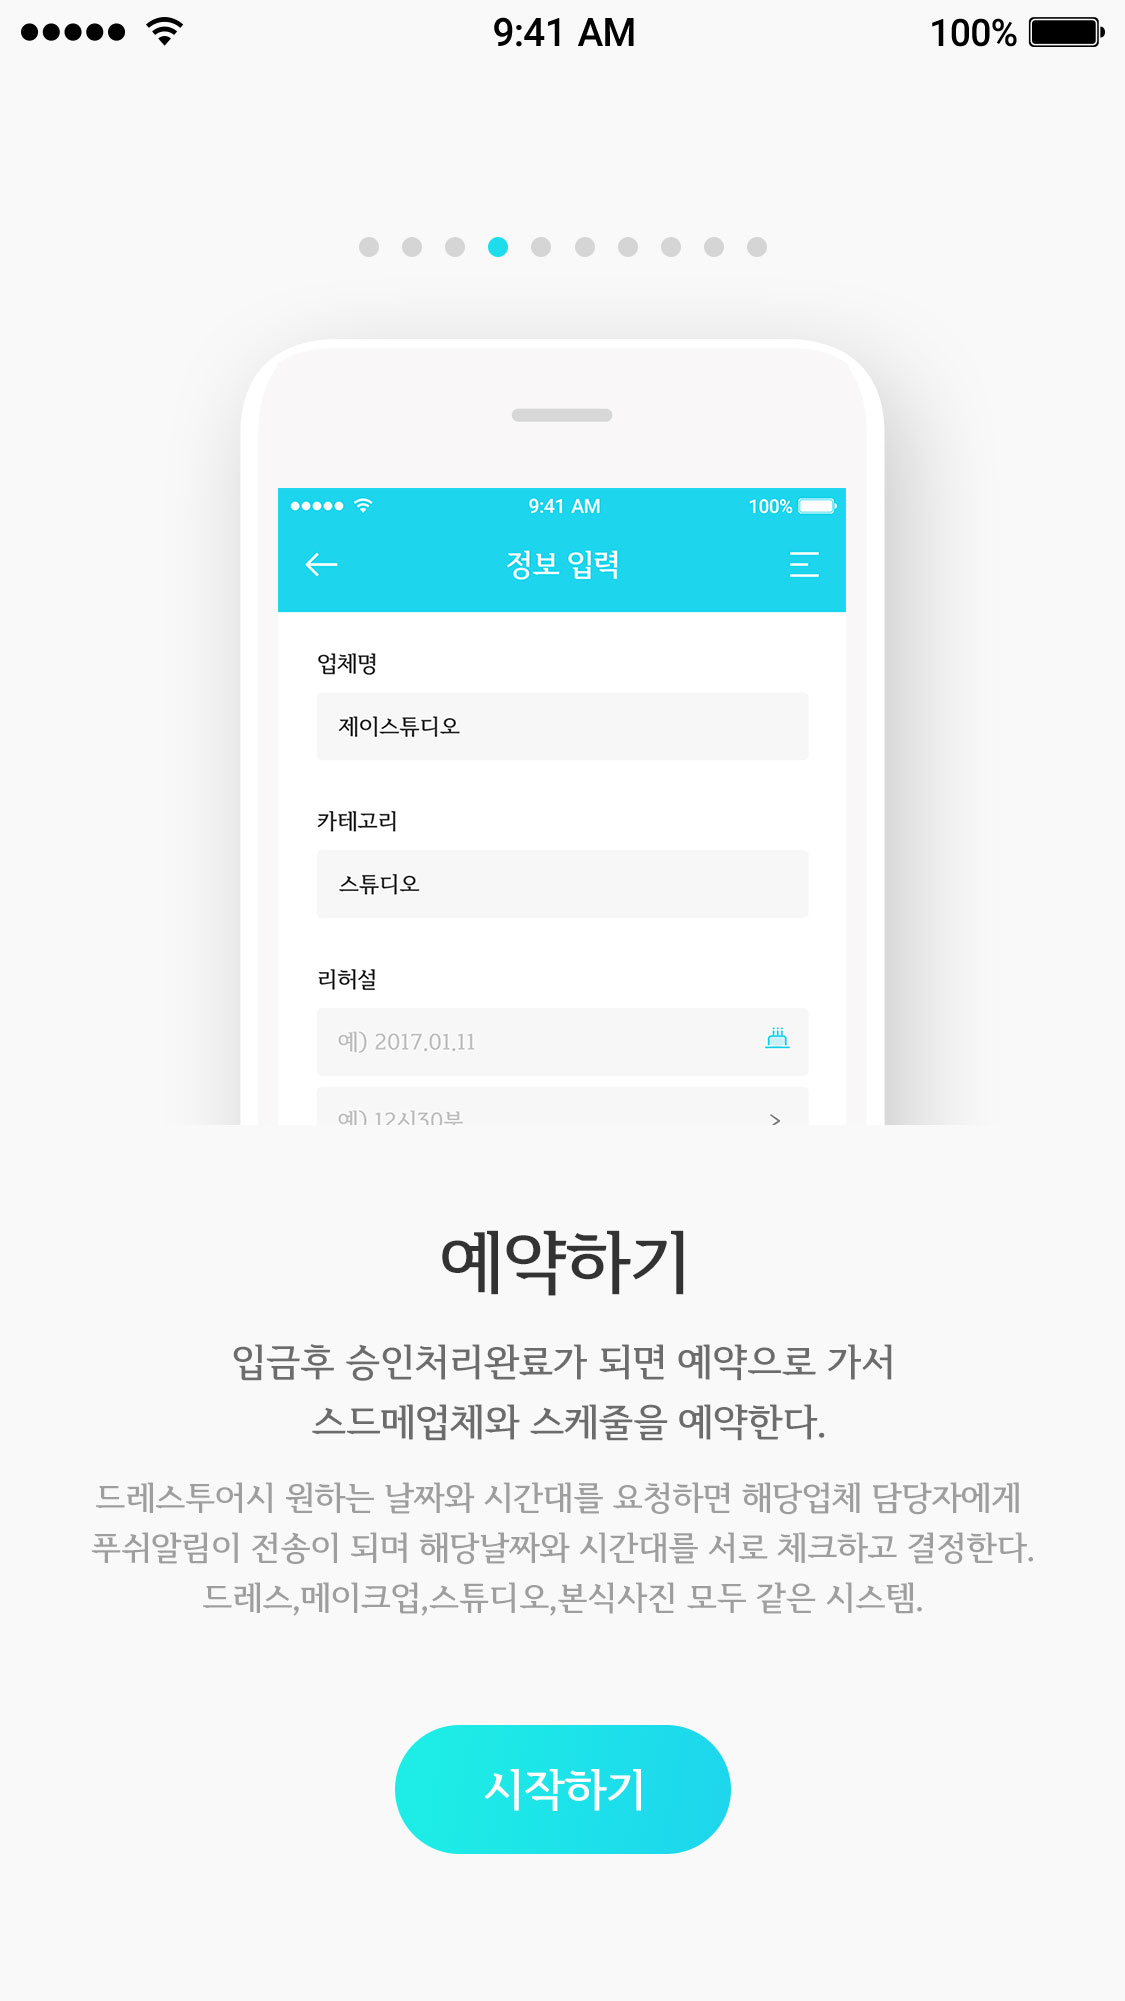 9:41 AM
100%
9:41 AM
100%
정보 입력
업체명
제이스튜디오
카테고리
스튜디오
리허설
예) 2017.01.11
예) 12시30분
예약하기
입금후 승인처리완료가 되면 예약으로 가서
스드메업체와 스케줄을 예약한다.
드레스투어시 원하는 날짜와 시간대를 요청하면 해당업체 담당자에게
푸쉬알림이 전송이 되며 해당날짜와 시간대를 서로 체크하고 결정한다.
드레스,메이크업,스튜디오,본식사진 모두 같은 시스템.
시작하기